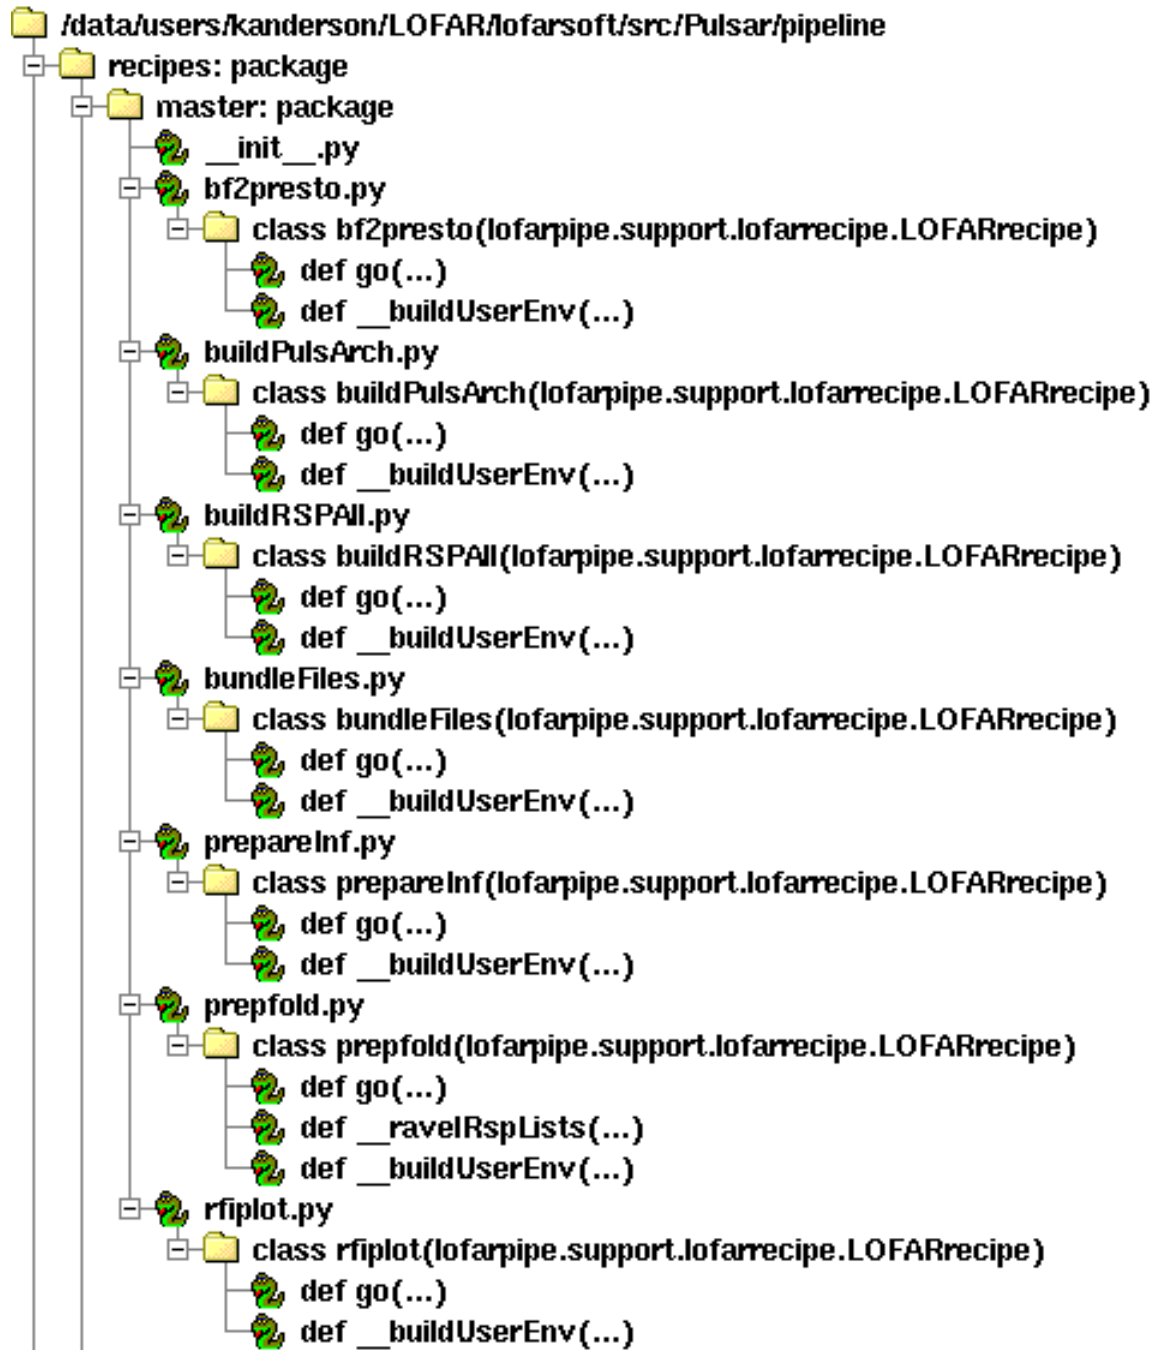 /data/users/kanderson/LOFAR/lofarsoft/src/Pulsar/pipeline
recipes: package
master: package
__init__.py
bf2presto.py
class bf2presto(lofarpipe.support.lofarrecipe.LOFARrecipe)
def go(...)
def __buildUserEnv(...)
buildPulsArch.py
class buildPulsArch(lofarpipe.support.lofarrecipe.LOFARrecipe)
def go(...)
def __buildUserEnv(...)
buildRSPAll.py
class buildRSPAll(lofarpipe.support.lofarrecipe.LOFARrecipe)
def go(...)
def __buildUserEnv(...)
bundleFiles.py
class bundleFiles(lofarpipe.support.lofarrecipe.LOFARrecipe)
def go(...)
def __buildUserEnv(...)
prepareInf.py
class prepareInf(lofarpipe.support.lofarrecipe.LOFARrecipe)
def go(...)
def __buildUserEnv(...)
prepfold.py
class prepfold(lofarpipe.support.lofarrecipe.LOFARrecipe)
def go(...)
def __ravelRspLists(...)
def __buildUserEnv(...)
rfiplot.py
class rfiplot(lofarpipe.support.lofarrecipe.LOFARrecipe)
def go(...)
def __buildUserEnv(...)